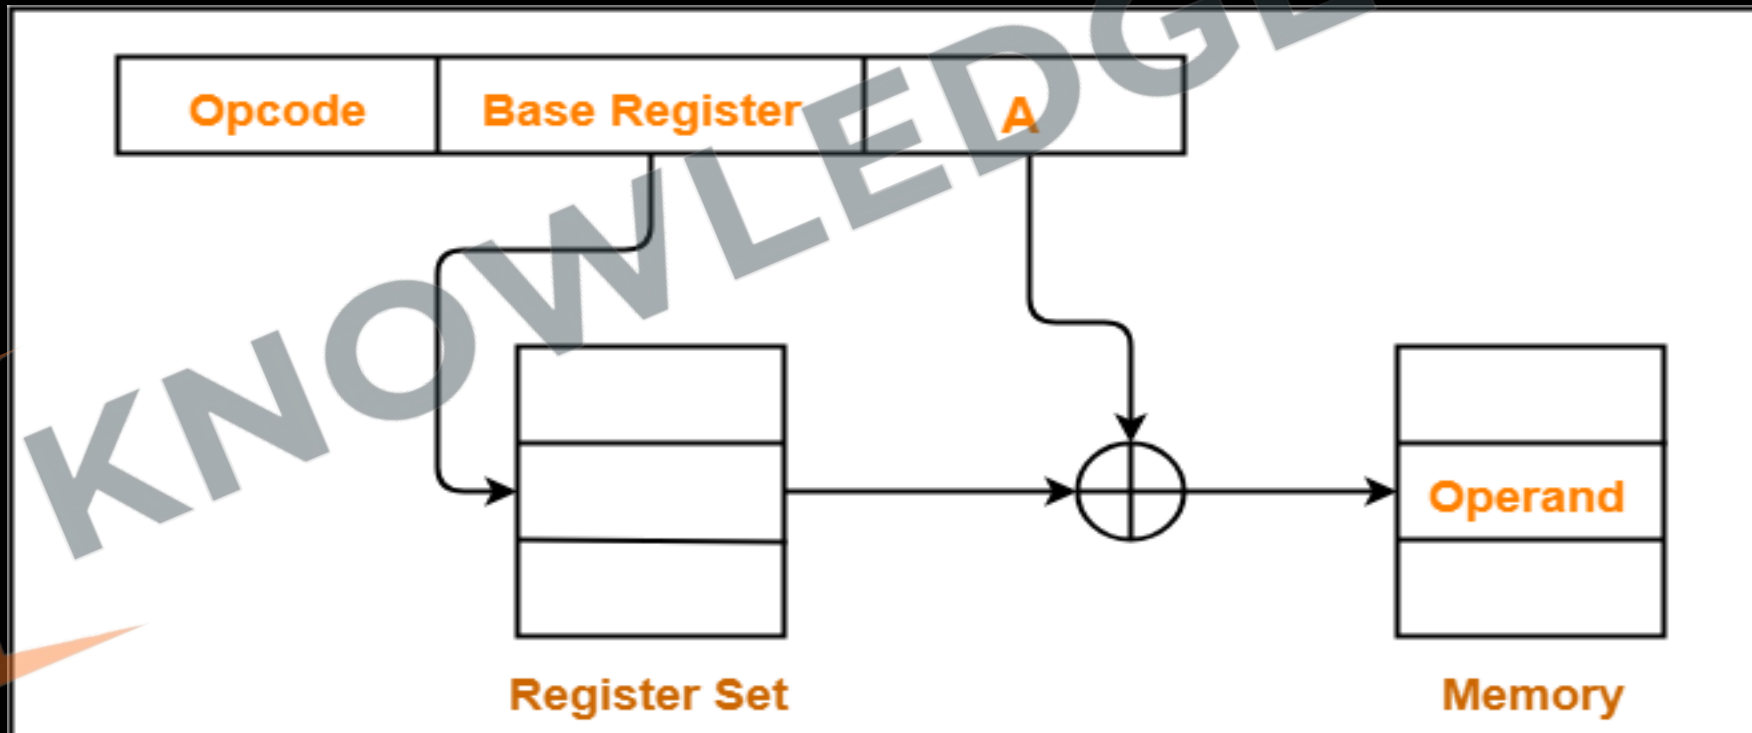 Opcode Base Register A
KNOWLEDGE
Operand
Register Set Memory